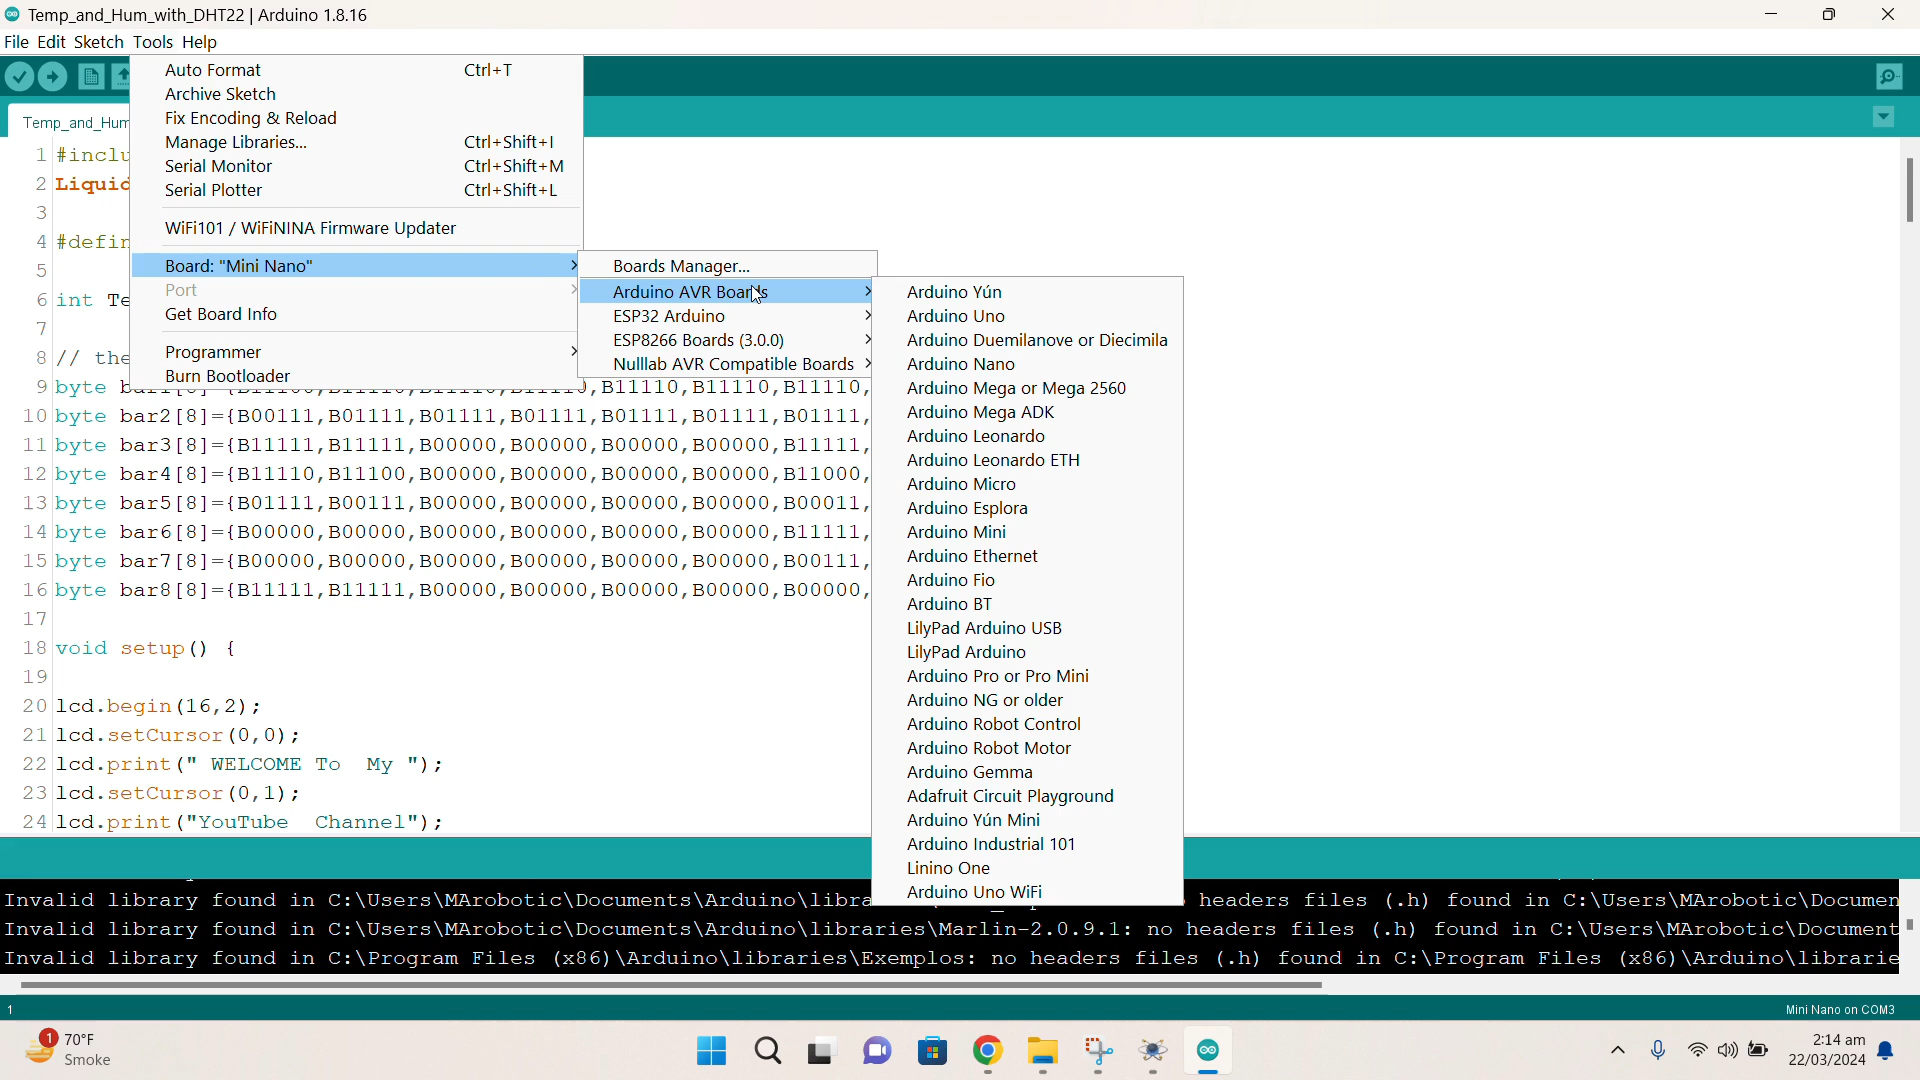 Temp_and_Hum_with_DHT22 | Arduino 1.8.16
File Edit Sketch Tools Help
Auto Format Ctrl+T
Archive Sketch
Fix Encoding & Reload
Manage Libraries... Ctrl+Shift+I
Serial Monitor Ctrl+Shift+M
Serial Plotter Ctrl+Shift+L
WiFi101 / WiFiNINA Firmware Updater
Board: "Mini Nano"
Port
Get Board Info
Programmer
Burn Bootloader
Boards Manager...
Arduino AVR Boards
ESP32 Arduino
ESP8266 Boards (3.0.0)
Nulllab AVR Compatible Boards
Arduino Yún
Arduino Uno
Arduino Duemilanove or Diecimila
Arduino Nano
Arduino Mega or Mega 2560
Arduino Mega ADK
Arduino Leonardo
Arduino Leonardo ETH
Arduino Micro
Arduino Esplora
Arduino Mini
Arduino Ethernet
Arduino Fio
Arduino BT
LilyPad Arduino USB
LilyPad Arduino
Arduino Pro or Pro Mini
Arduino NG or older
Arduino Robot Control
Arduino Robot Motor
Arduino Gemma
Adafruit Circuit Playground
Arduino Yún Mini
Arduino Industrial 101
Linino One
Arduino Uno WiFi
Temp_and_Hum
1 #inclu
2 Liquid
3
4 #defin
5
6 int Te
7
8 // the
9 byte B11110,B11110,B11110,
10 byte bar2[8]={B00111,B01111,B01111,B01111,B01111,B01111,B01111,
11 byte bar3[8]={B11111,B11111,B00000,B00000,B00000,B00000,B11111,
12 byte bar4[8]={B11110,B11100,B00000,B00000,B00000,B00000,B11000,
13 byte bar5[8]={B01111,B00111,B00000,B00000,B00000,B00000,B00011,
14 byte bar6[8]={B00000,B00000,B00000,B00000,B00000,B00000,B11111,
15 byte bar7[8]={B00000,B00000,B00000,B00000,B00000,B00000,B00111,
16 byte bar8[8]={B11111,B11111,B00000,B00000,B00000,B00000,B00000,
17
18 void setup() {
19
20 lcd.begin(16,2);
21 lcd.setCursor(0,0);
22 lcd.print(" WELCOME To  My ");
23 lcd.setCursor(0,1);
24 lcd.print("YouTube  Channel");
Invalid library found in C:\Users\MArobotic\Documents\Arduino\libra headers files (.h) found in C:\Users\MArobotic\Documen
Invalid library found in C:\Users\MArobotic\Documents\Arduino\libraries\Marlin-2.0.9.1: no headers files (.h) found in C:\Users\MArobotic\Document
Invalid library found in C:\Program Files (x86)\Arduino\libraries\Exemplos: no headers files (.h) found in C:\Program Files (x86)\Arduino\librarie
1 Mini Nano on COM3
1 70°F
Smoke
2:14 am
22/03/2024